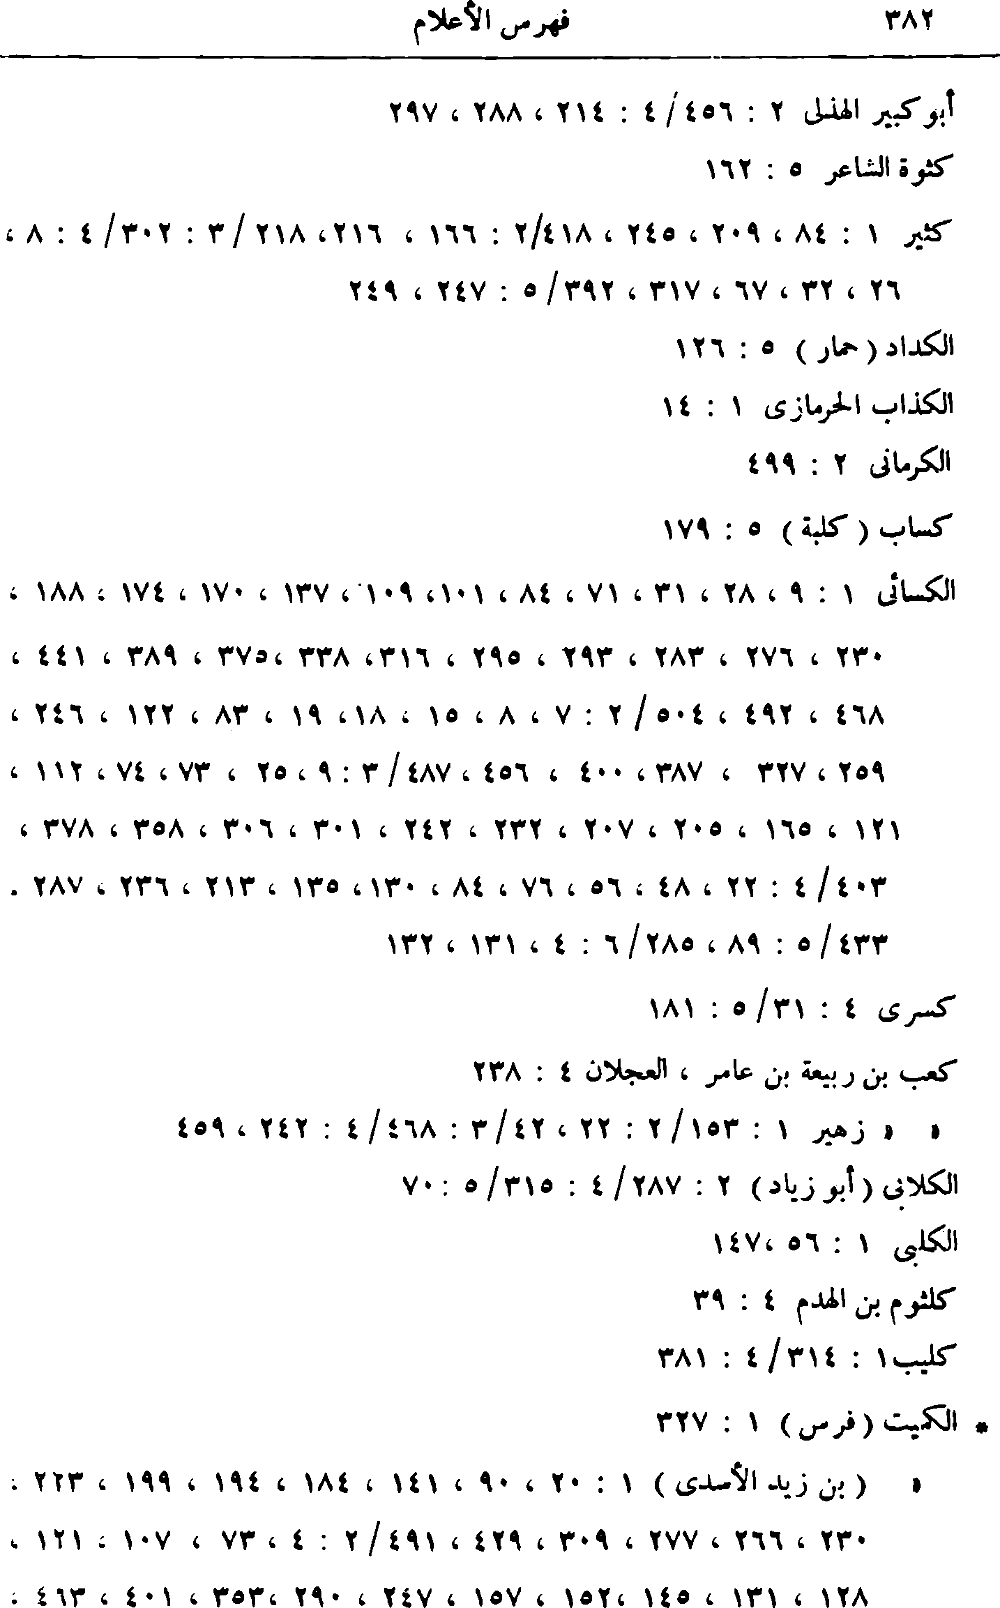 ٣٨٢ فهرس الأعلام
أبو كبير الهذلى ٢ : ٤٥٦/ ٤ : ٢١٤ ، ٢٨٨ ، ٢٩٧
كثوة الشاعر ٥ : ١٦٢
كثير ١ : ٨٤ ، ٢٠٩ ، ٢٤٥ ، ٤١٨/٢ : ١٦٦ ، ٢١٦ ، ٢١٨ /٣ : ٣٠٢/ ٤ : ٨ ،
٢٦ ، ٣٢ ، ٦٧ ، ٣١٧ ، ٣٩٢/ ٥ : ٢٤٧ ، ٢٤٩
الكداد ( حمار ) ٥ : ١٢٦
الكذاب الحرمازى ١ : ١٤
الكرمانى ٢ : ٤٩٩
كساب ( كلبة ) ٥ : ١٧٩
الكسائى ١ : ٩ ، ٢٨ ، ٣١ ، ٧١ ، ٨٤ ، ١٠١، ١٠٩ ، ١٣٧ ، ١٧٠ ، ١٧٤ ، ١٨٨ ،
٢٣٠ ، ٢٧٦ ، ٢٨٣ ، ٢٩٣ ، ٢٩٥ ، ٣١٦، ٣٣٨ ،٣٧٥ ، ٣٨٩ ، ٤٤١ ،
٤٦٨ ، ٤٩٢ ، ٥٠٤/ ٢ : ٧ ، ٨ ، ١٥ ، ١٨، ١٩ ، ٨٣ ، ١٢٢ ، ٢٤٦ ،
٢٥٩ ، ٣٢٧ ، ٣٨٧ ، ٤٠٠ ، ٤٥٦ ، ٤٨٧/ ٣ : ٩ ، ٢٥ ، ٧٣ ، ٧٤ ، ١١٢ ،
١٢١ ، ١٦٥ ، ٢٠٥ ، ٢٠٧ ، ٢٣٢ ، ٢٤٢ ، ٣٠١ ، ٣٠٦ ، ٣٥٨ ، ٣٧٨ ،
٤٠٣/ ٤ : ٢٢ ، ٤٨ ، ٥٦ ، ٧٦ ، ٨٤ ، ١٣٠، ١٣٥ ، ٢١٣ ، ٢٣٦ ، ٢٨٧ .
٤٣٣/ ٥ : ٨٩ ، ٢٨٥/ ٦ : ٤ ، ١٣١ ، ١٣٢
كسرى ٤ : ٣١/ ٥ : ١٨١
كعب بن ربيعة بن عامر ، العجلان ٤ : ٢٣٨
« « زهير ١ : ١٥٣/ ٢ : ٢٢ ، ٤٢/ ٣ : ٤٦٨/ ٤ : ٢٤٢ ، ٤٥٩
الكلابى ( أبو زياد ) ٢ : ٢٨٧/ ٤ : ٣١٥/ ٥ : ٧٠
الكلبى ١ : ٥٦ ،١٤٧
كلثوم بن الهدم ٤ : ٣٩
كليب١ : ٣١٤/ ٤ : ٣٨١
* الكميت ( فرس ) ١ : ٣٢٧
« ( بن زيد الأسدى ) ١ : ٢٠ ، ٩٠ ، ١٤١ ، ١٨٤ ، ١٩٤ ، ١٩٩ ، ٢٢٣ ،
٢٣٠ ، ٢٦٦ ، ٢٧٧ ، ٣٠٩ ، ٤٢٩ ، ٤٩١/ ٢ : ٤ ، ٧٣ ، ١٠٧ ، ١٢١ ،
١٢٨ ، ١٣١ ، ١٤٥ ،١٥٢ ، ١٥٧ ، ٢٤٧ ، ٢٩٠ ،٣٥٣ ، ٤٠١ ، ٤٦٣ ،